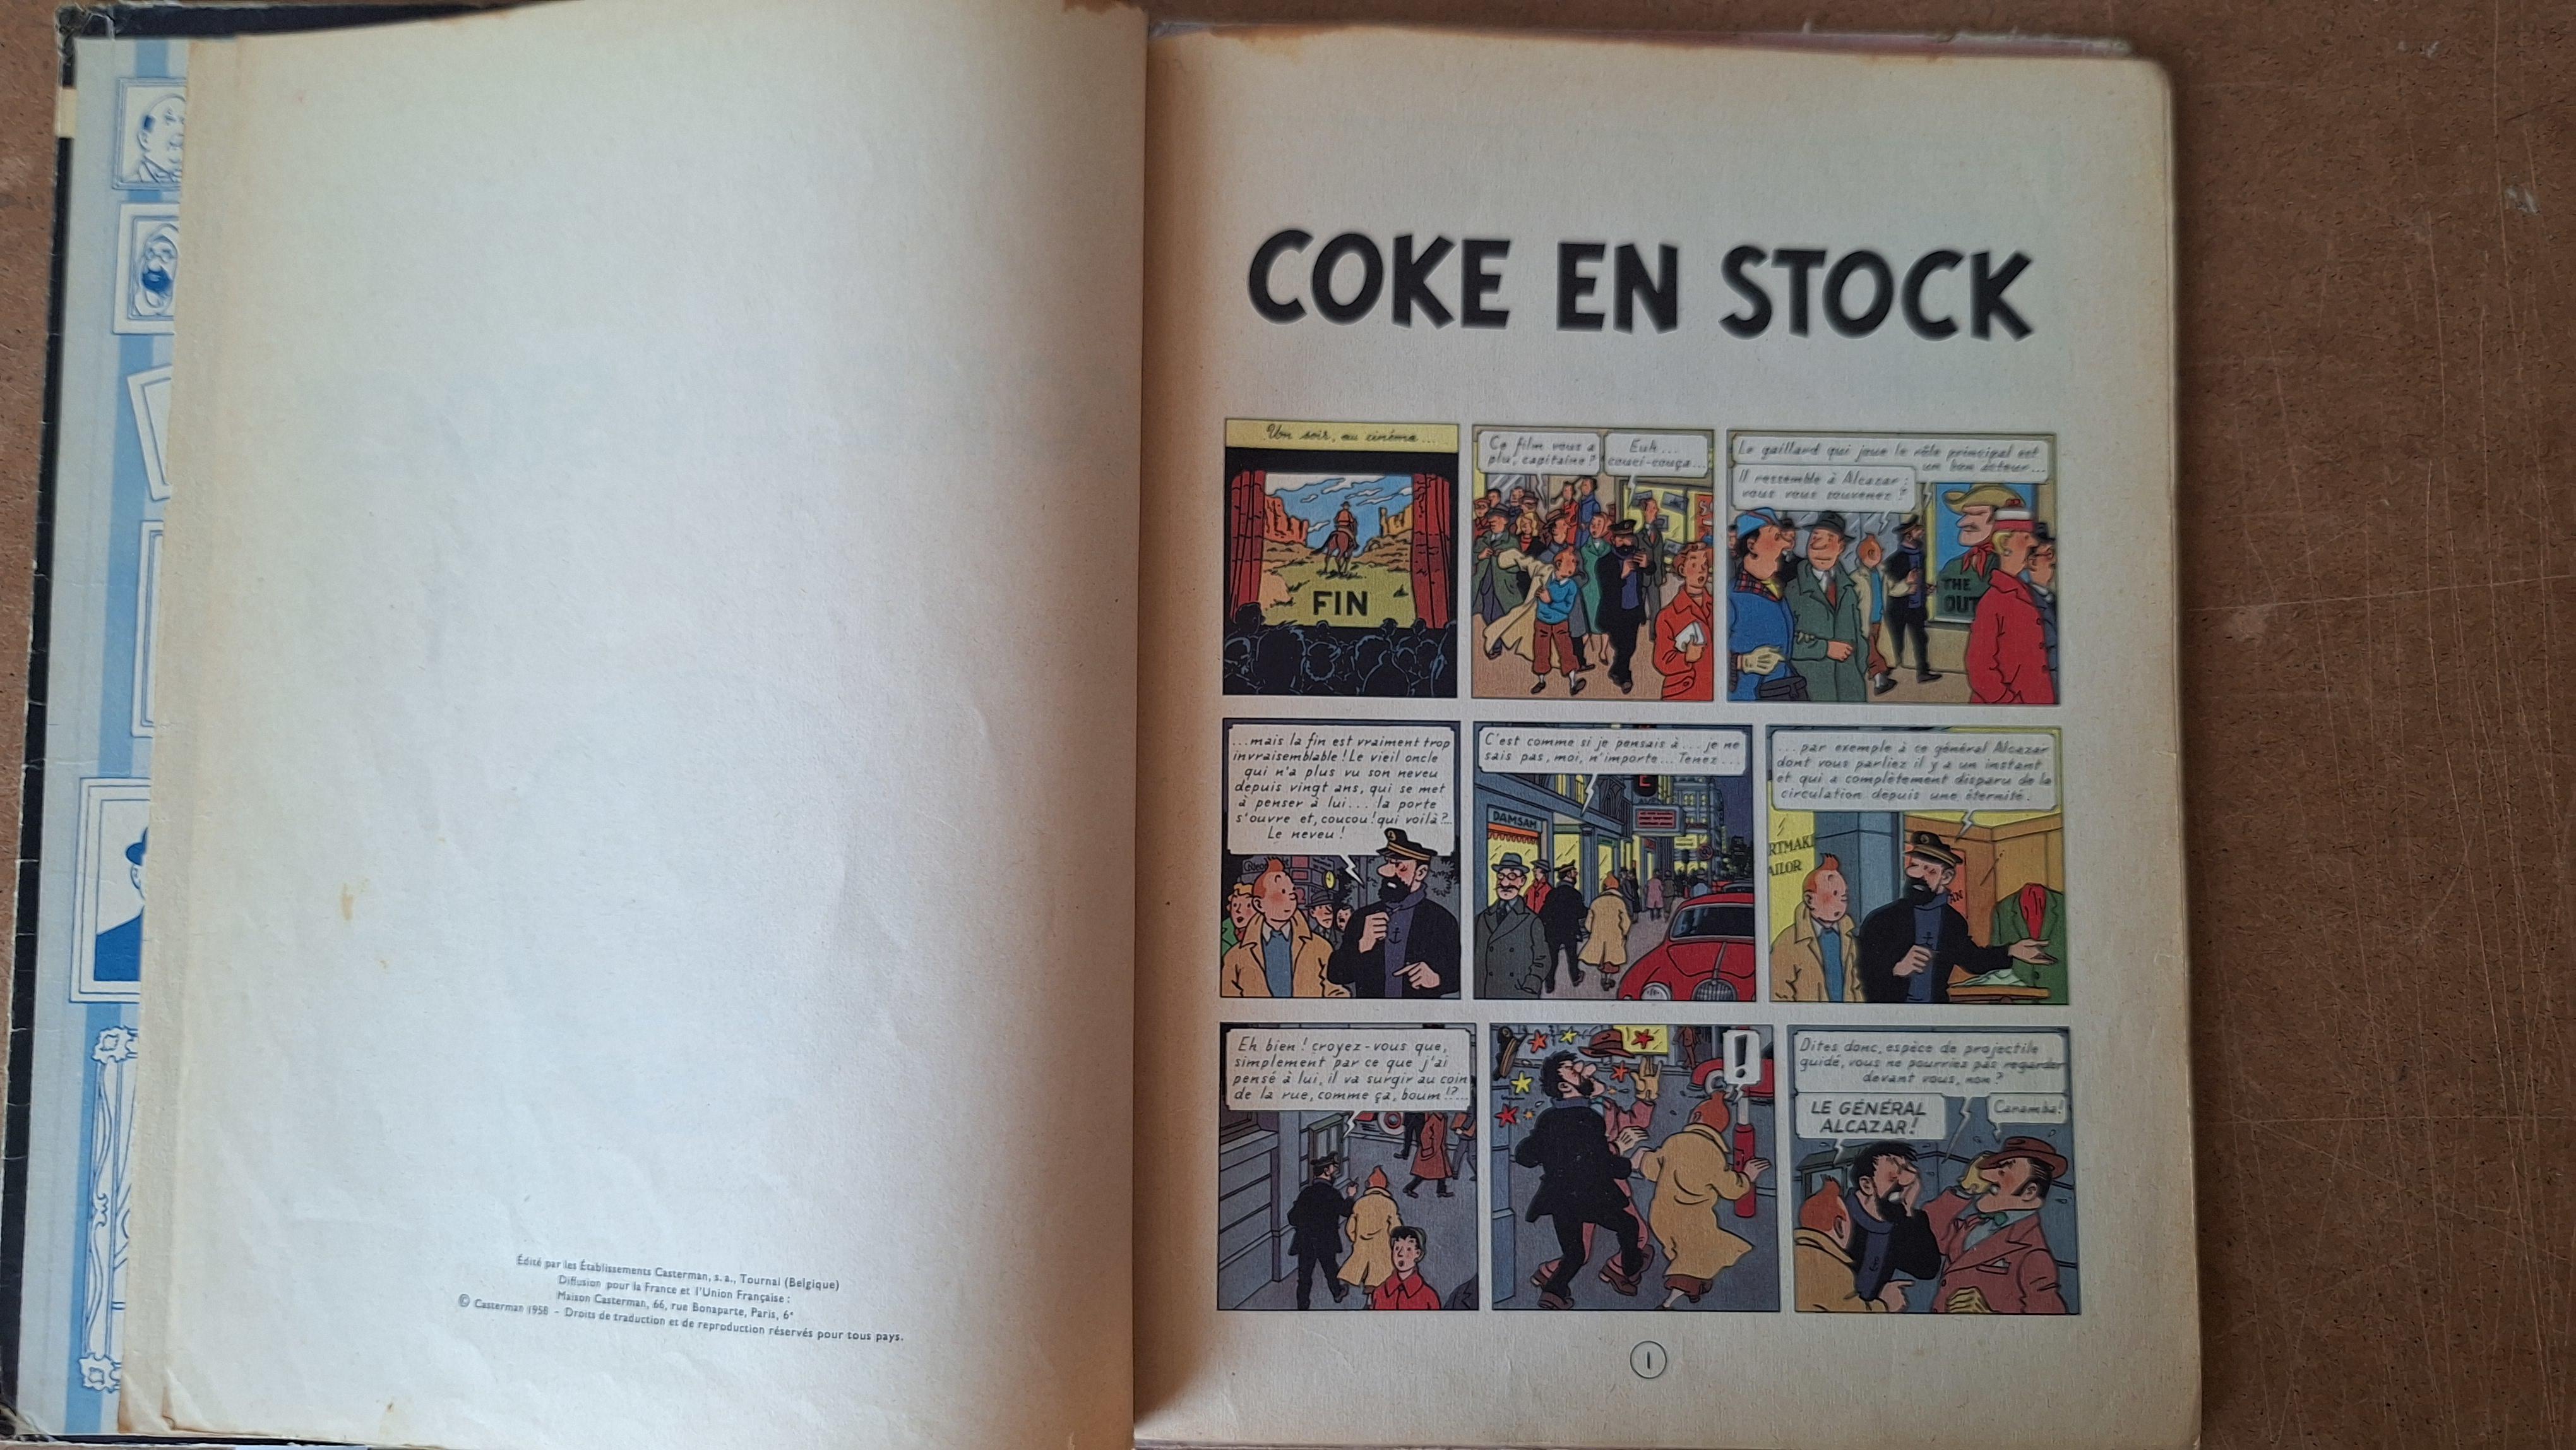 Édité par les Établissements Casterman, s. a., Tournai (Belgique)
Diffusion pour la France et l'Union Française :
Maison Casterman, 66, rue Bonaparte, Paris, 6e
© Casterman 1958 - Droits de traduction et de reproduction réservés pour tous pays.
COKE EN STOCK
Un soir, au cinéma...
FIN
Ce film vous a
plu, capitaine?
Euh...
couci-couça...
Le gaillard qui joue le rôle principal est
un bon acteur...
Il ressemble à Alcazar :
vous vous souvenez ?
THE
OUT
...mais la fin est vraiment trop
invraisemblable! Le vieil oncle
qui n'a plus vu son neveu
depuis vingt ans, qui se met
à penser à lui... la porte
s'ouvre et, coucou! qui voilà?...
Le neveu!
C'est comme si je pensais à... je ne
sais pas, moi, n'importe... Tenez...
DAMSAM
E
...par exemple à ce général Alcazar
dont vous parliez il y a un instant
et qui a complètement disparu de la
circulation depuis une éternité.
RTMAK
AILOR
AN
Eh bien! croyez-vous que,
simplement par ce que j'ai
pensé à lui, il va surgir au coin
de la rue, comme ça, boum!?...
!
Dites donc, espèce de projectile
guidé, vous ne pourriez pas regarder
devant vous, non?
LE GÉNÉRAL
ALCAZAR!
Caramba!
1